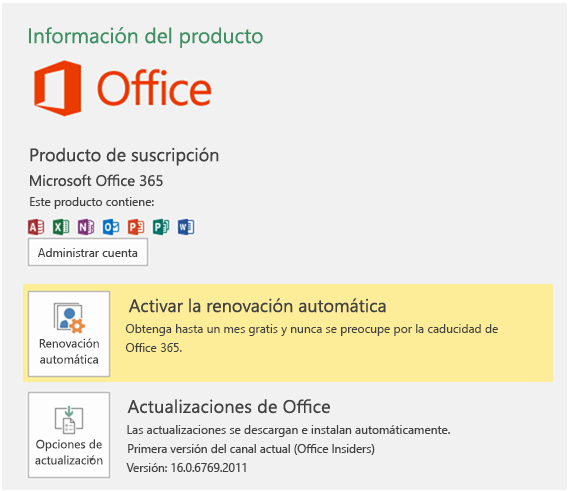 Información del producto
Office
Producto de suscripción
Microsoft Office 365
Este producto contiene:
Administrar cuenta
Activar la renovación automática
Obtenga hasta un mes gratis y nunca se preocupe por la caducidad de
Office 365.
Renovación
automática
Actualizaciones de Office
Las actualizaciones se descargan e instalan automáticamente.
Primera versión del canal actual (Office Insiders)
Versión: 16.0.6769.2011
Opciones de
actualización